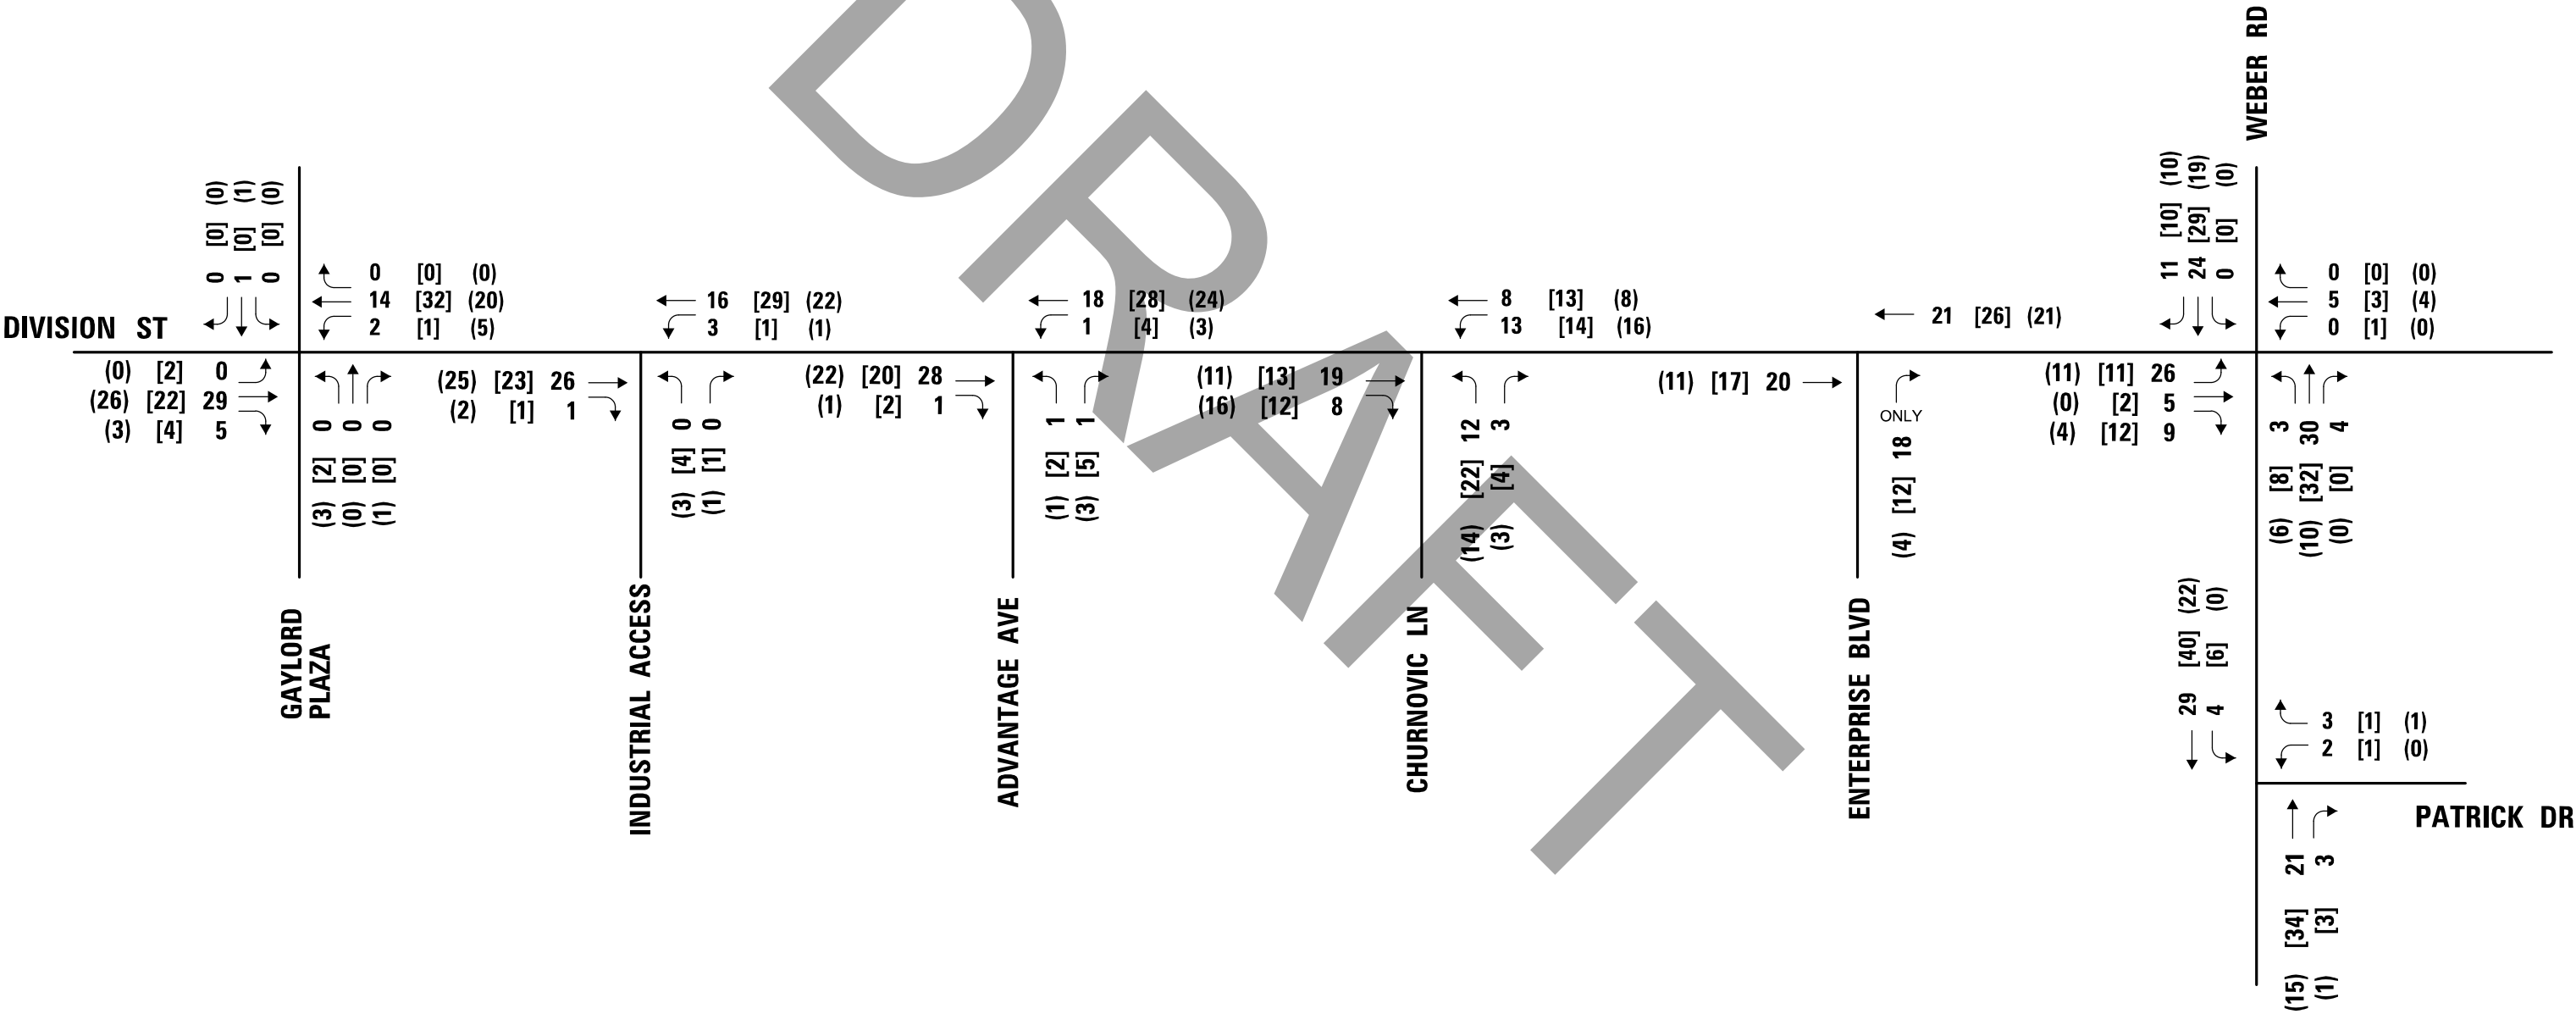 WEBER RD
DIVISION ST
0 [0] (0)
1 [0] (1)
0 [0] (0)
0 [0] (0)
14 [32] (20)
2 [1] (5)
(0) [2] 0
(26) [22] 29
(3) [4] 5
(3) [2] 0
(0) [0] 0
(1) [0] 0
GAYLORD
PLAZA
16 [29] (22)
3 [1] (1)
(25) [23] 26
(2) [1] 1
(3) [4] 0
(1) [1] 0
INDUSTRIAL ACCESS
18 [28] (24)
1 [4] (3)
(22) [20] 28
(1) [2] 1
(1) [2] 1
(3) [5] 1
ADVANTAGE AVE
8 [13] (8)
13 [14] (16)
(11) [13] 19
(16) [12] 8
(14) [22] 12
(3) [4] 3
CHURNOVIC LN
21 [26] (21)
(11) [17] 20
ONLY
(4) [12] 18
ENTERPRISE BLVD
11 [10] (10)
24 [29] (19)
0 [0] (0)
0 [0] (0)
5 [3] (4)
0 [1] (0)
(11) [11] 26
(0) [2] 5
(4) [12] 9
(6) [8] 3
(10) [32] 30
(0) [0] 4
29 [40] (22)
4 [6] (0)
3 [1] (1)
2 [1] (0)
PATRICK DR
(15) [34] 21
(1) [3] 3
DRAFT